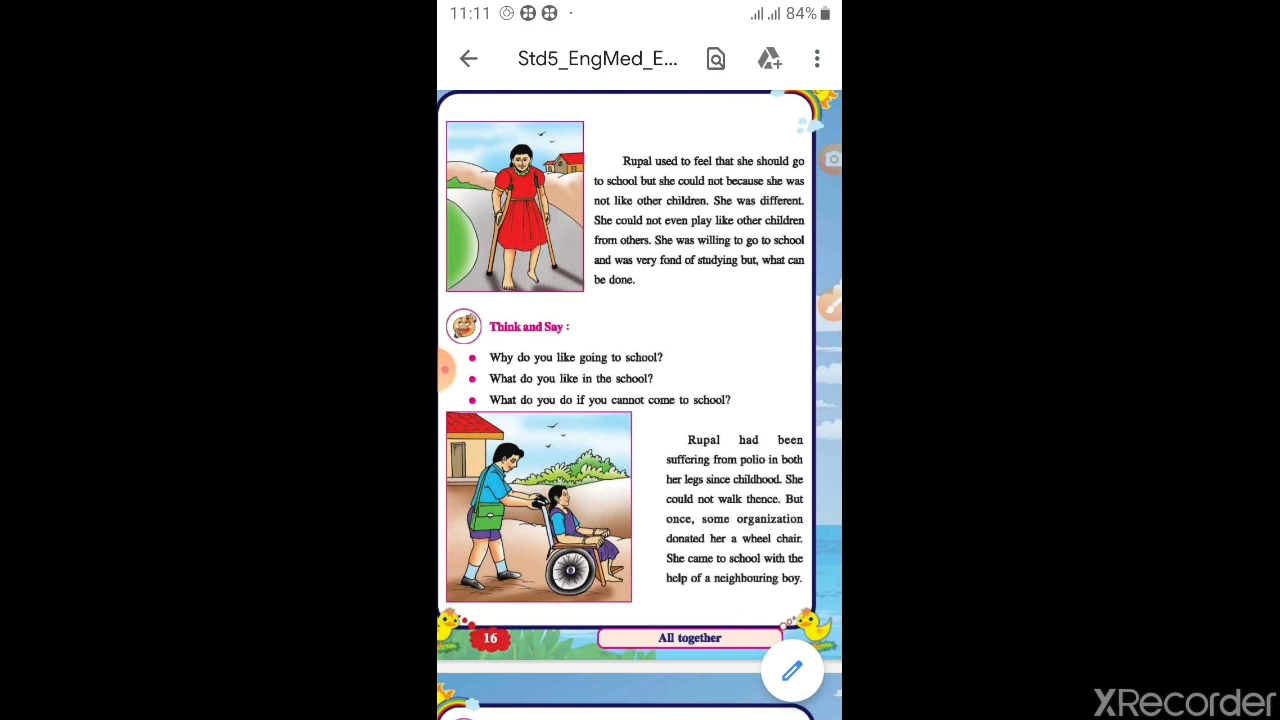 11:11
84%
Std5_EngMed_E...
Rupal used to feel that she should go
to school but she could not because she was
not like other children. She was different.
She could not even play like other children
from others. She was willing to go to school
and was very fond of studying but, what can
be done.
Think and Say :
Why do you like going to school?
What do you like in the school?
What do you do if you cannot come to school?
Rupal had been
suffering from polio in both
her legs since childhood. She
could not walk thence. But
once, some organization
donated her a wheel chair.
She came to school with the
help of a neighbouring boy.
16
All together
XRecorder